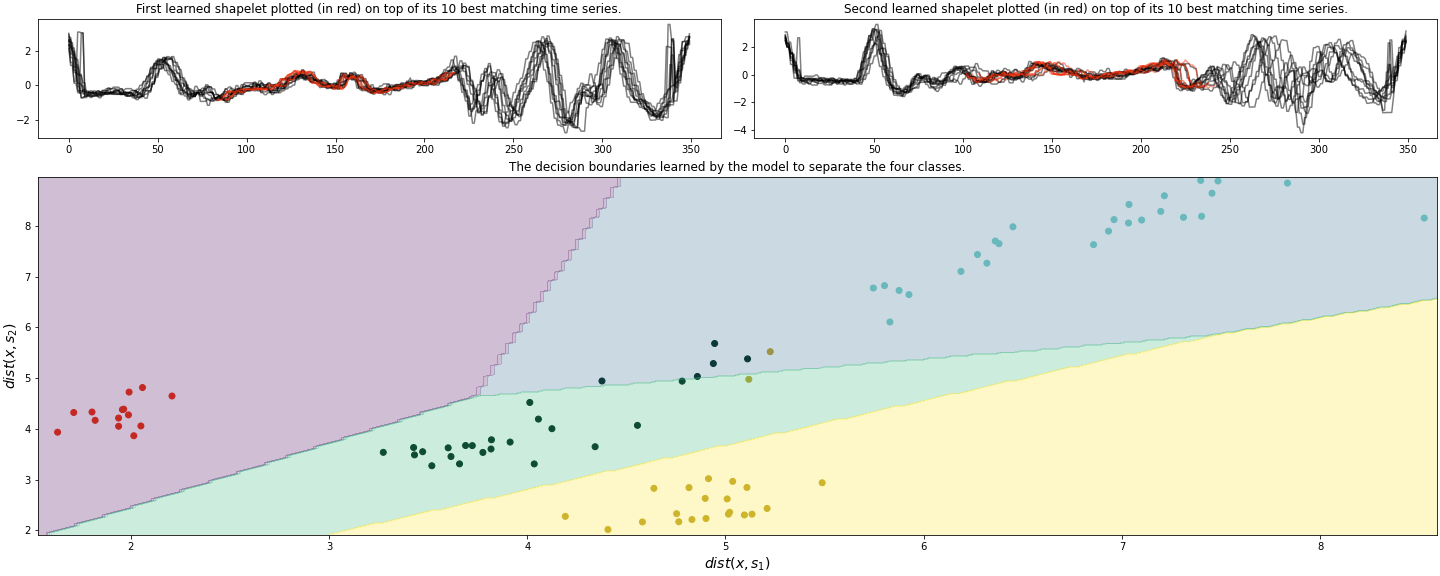 First learned shapelet plotted (in red) on top of its 10 best matching time series.
2
0
−2
0 50 100 150 200 250 300 350
Second learned shapelet plotted (in red) on top of its 10 best matching time series.
2
0
−2
−4
0 50 100 150 200 250 300 350
The decision boundaries learned by the model to separate the four classes.
dist(x, s₂)
8
7
6
5
4
3
2
2 3 4 5 6 7 8
dist(x, s₁)